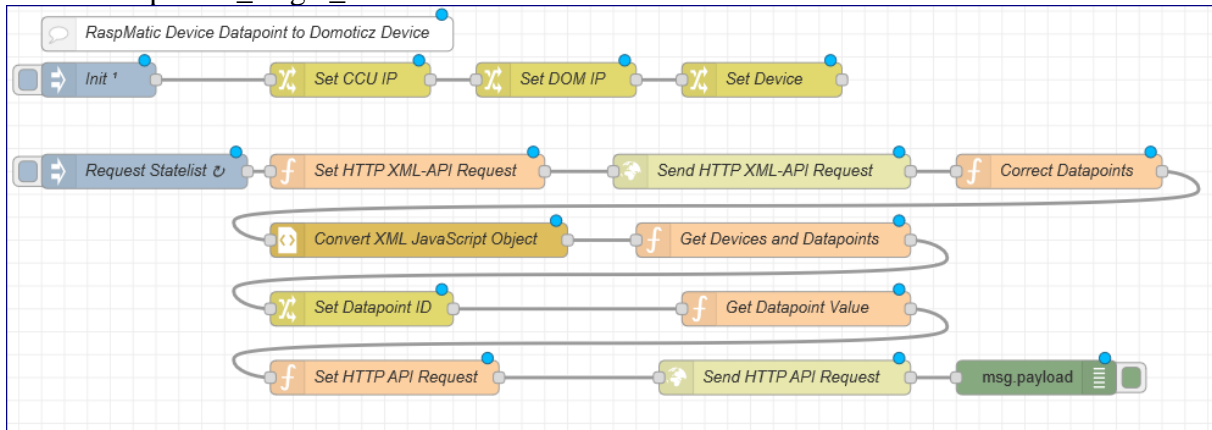 RaspMatic Device Datapoint to Domoticz Device
Init ¹ Set CCU IP Set DOM IP Set Device
Request Statelist ↻ Set HTTP XML-API Request Send HTTP XML-API Request Correct Datapoints
Convert XML JavaScript Object Get Devices and Datapoints
Set Datapoint ID Get Datapoint Value
Set HTTP API Request Send HTTP API Request msg.payload